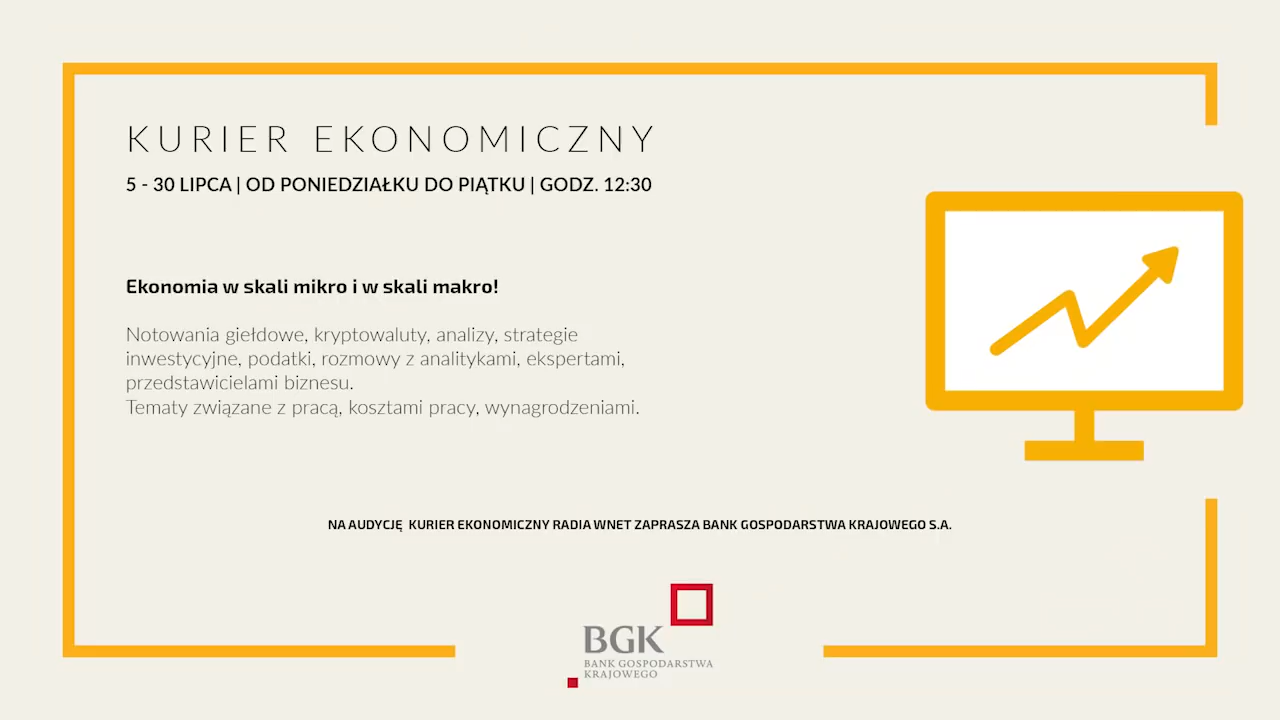 KURIER EKONOMICZNY
5 - 30 LIPCA | OD PONIEDZIAŁKU DO PIĄTKU | GODZ. 12:30
Ekonomia w skali mikro i w skali makro!
Notowania giełdowe, kryptowaluty, analizy, strategie
inwestycyjne, podatki, rozmowy z analitykami, ekspertami,
przedstawicielami biznesu.
Tematy związane z pracą, kosztami pracy, wynagrodzeniami.
NA AUDYCJĘ KURIER EKONOMICZNY RADIA WNET ZAPRASZA BANK GOSPODARSTWA KRAJOWEGO S.A.
BGK
BANK GOSPODARSTWA
KRAJOWEGO